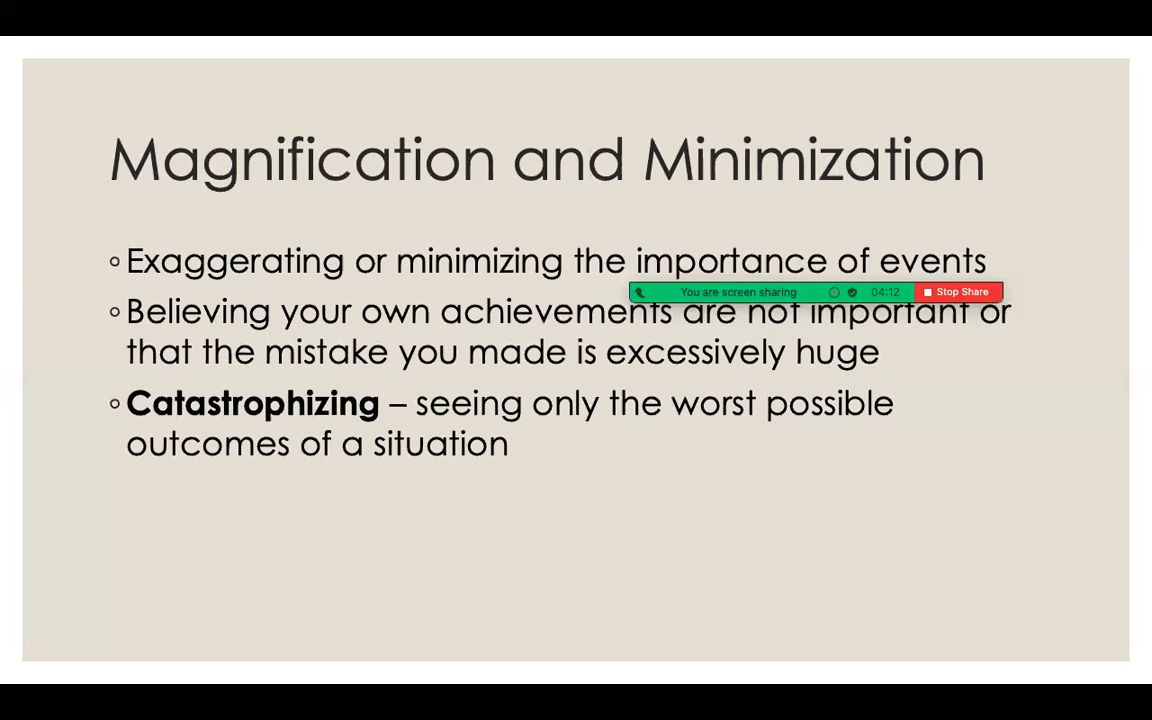 Magnification and Minimization
◦Exaggerating or minimizing the importance of events
You are screen sharing 04:12 Stop Share
◦Believing your own achievements are not important or
that the mistake you made is excessively huge
◦Catastrophizing – seeing only the worst possible
outcomes of a situation